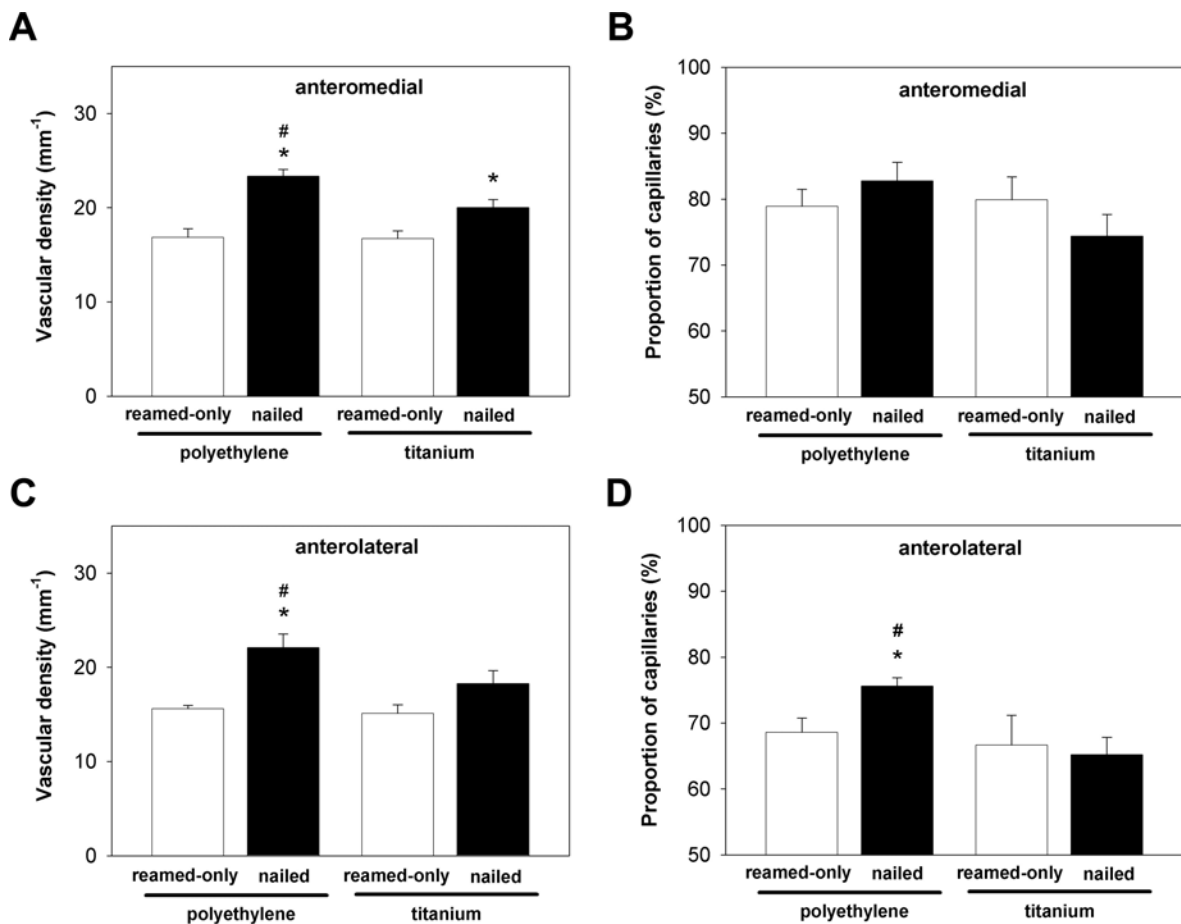 A
anteromedial
Vascular density (mm⁻¹)
30
20
10
0
#
*
*
reamed-only nailed reamed-only nailed
polyethylene titanium
B
anteromedial
Proportion of capillaries (%)
100
90
80
70
60
50
reamed-only nailed reamed-only nailed
polyethylene titanium
C
anterolateral
Vascular density (mm⁻¹)
30
20
10
0
#
*
reamed-only nailed reamed-only nailed
polyethylene titanium
D
anterolateral
Proportion of capillaries (%)
100
90
80
70
60
50
#
*
reamed-only nailed reamed-only nailed
polyethylene titanium